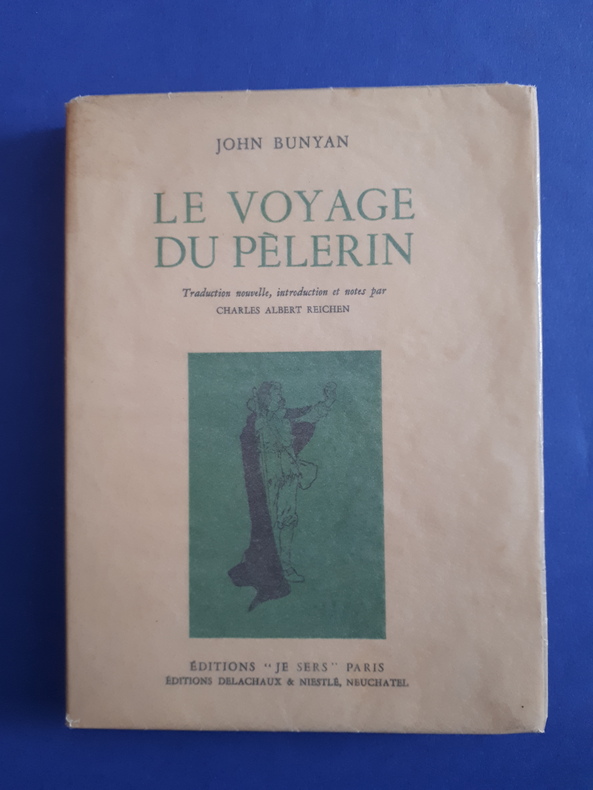 JOHN BUNYAN
LE VOYAGE
DU PÈLERIN
Traduction nouvelle, introduction et notes par
CHARLES ALBERT REICHEN
ÉDITIONS "JE SERS" PARIS
ÉDITIONS DELACHAUX & NIESTLÉ, NEUCHATEL